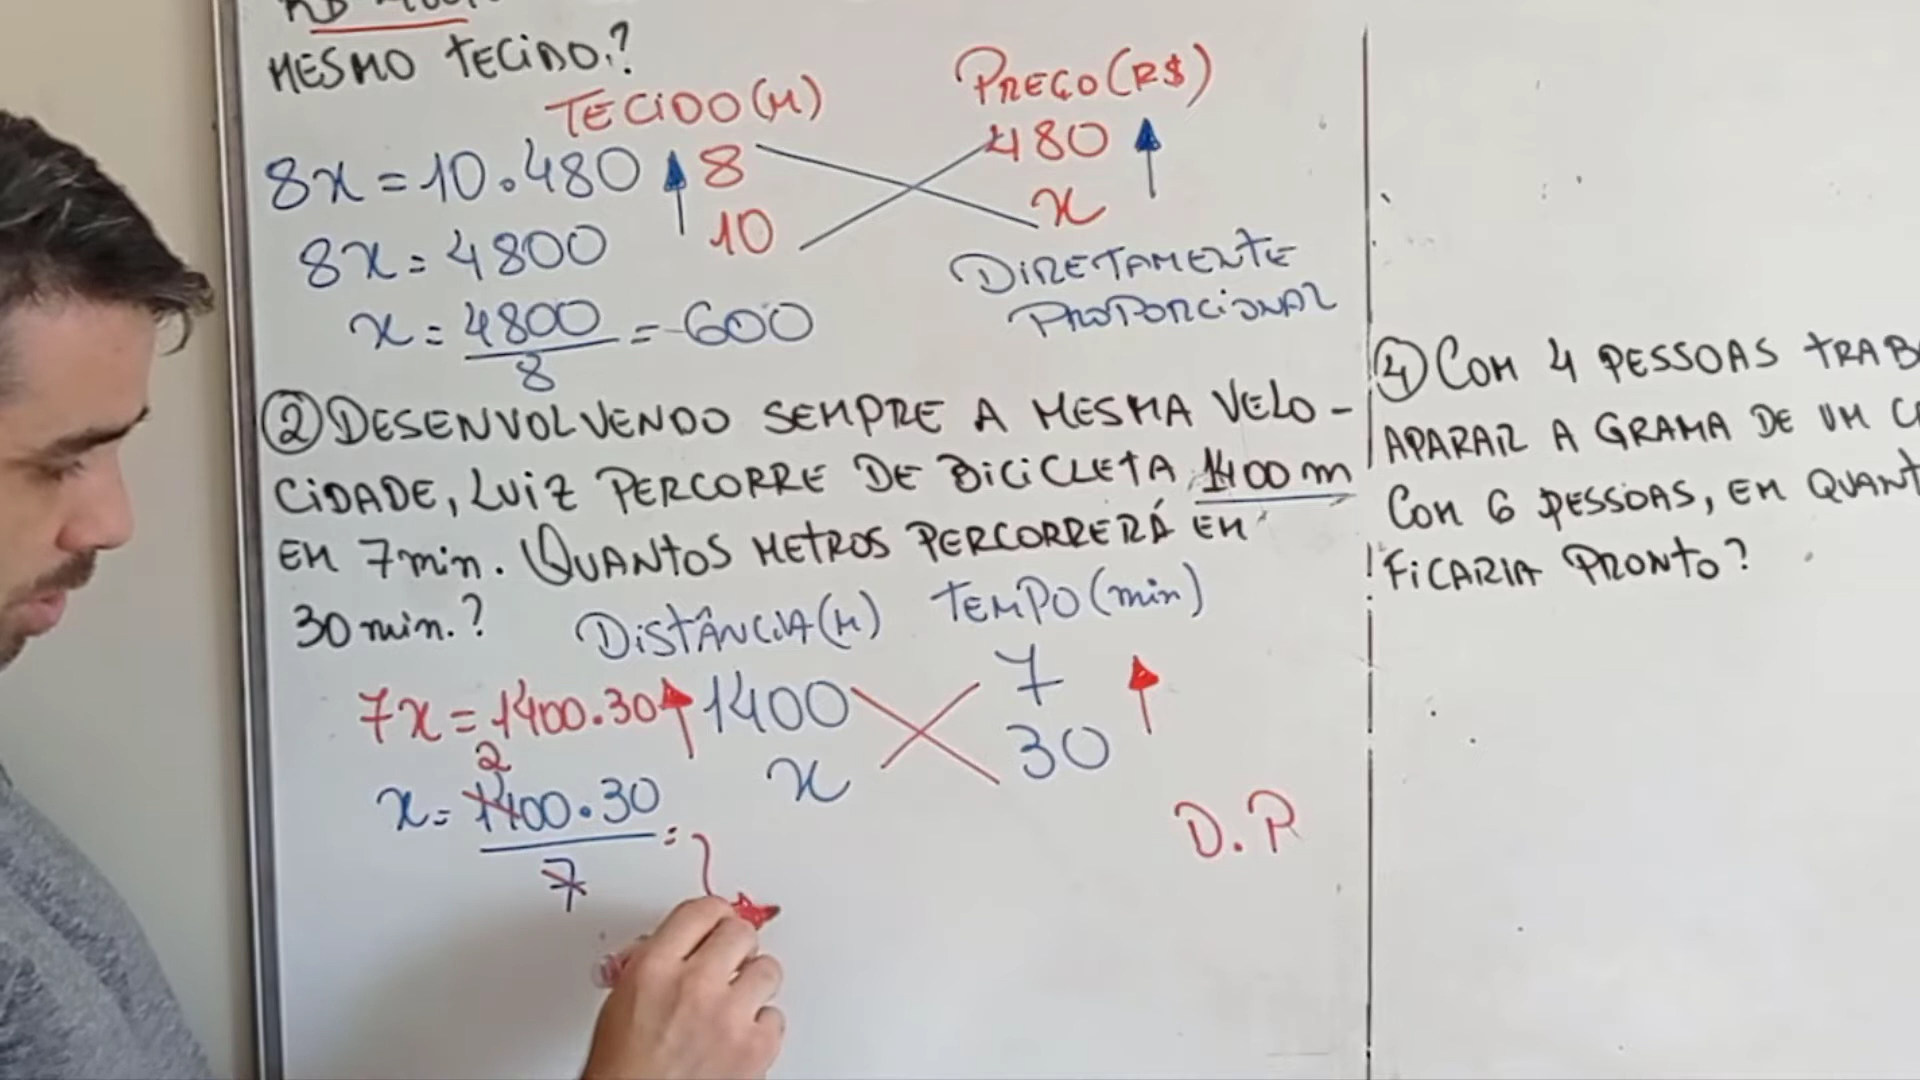 MESMO TECIDO.?
TECIDO(M) PREÇO(R$)
8x=10.480 8 480
8x=4800 10 x
x=4800/8=600 DIRETAMENTE
PROPORCIONAL
② DESENVOLVENDO SEMPRE A MESMA VELO-
CIDADE, LUIZ PERCORRE DE BICICLETA 1400 m
EM 7 min. QUANTOS METROS PERCORRERÁ EM
30 min.? DISTÂNCIA(M) TEMPO(min)
7x=1400.30 1400 7
x=1400.30/7= x 30
2
D.P
④ COM 4 PESSOAS
APARAR A GRAMA DE UM
COM 6 PESSOAS, EM
FICARIA PRONTO?